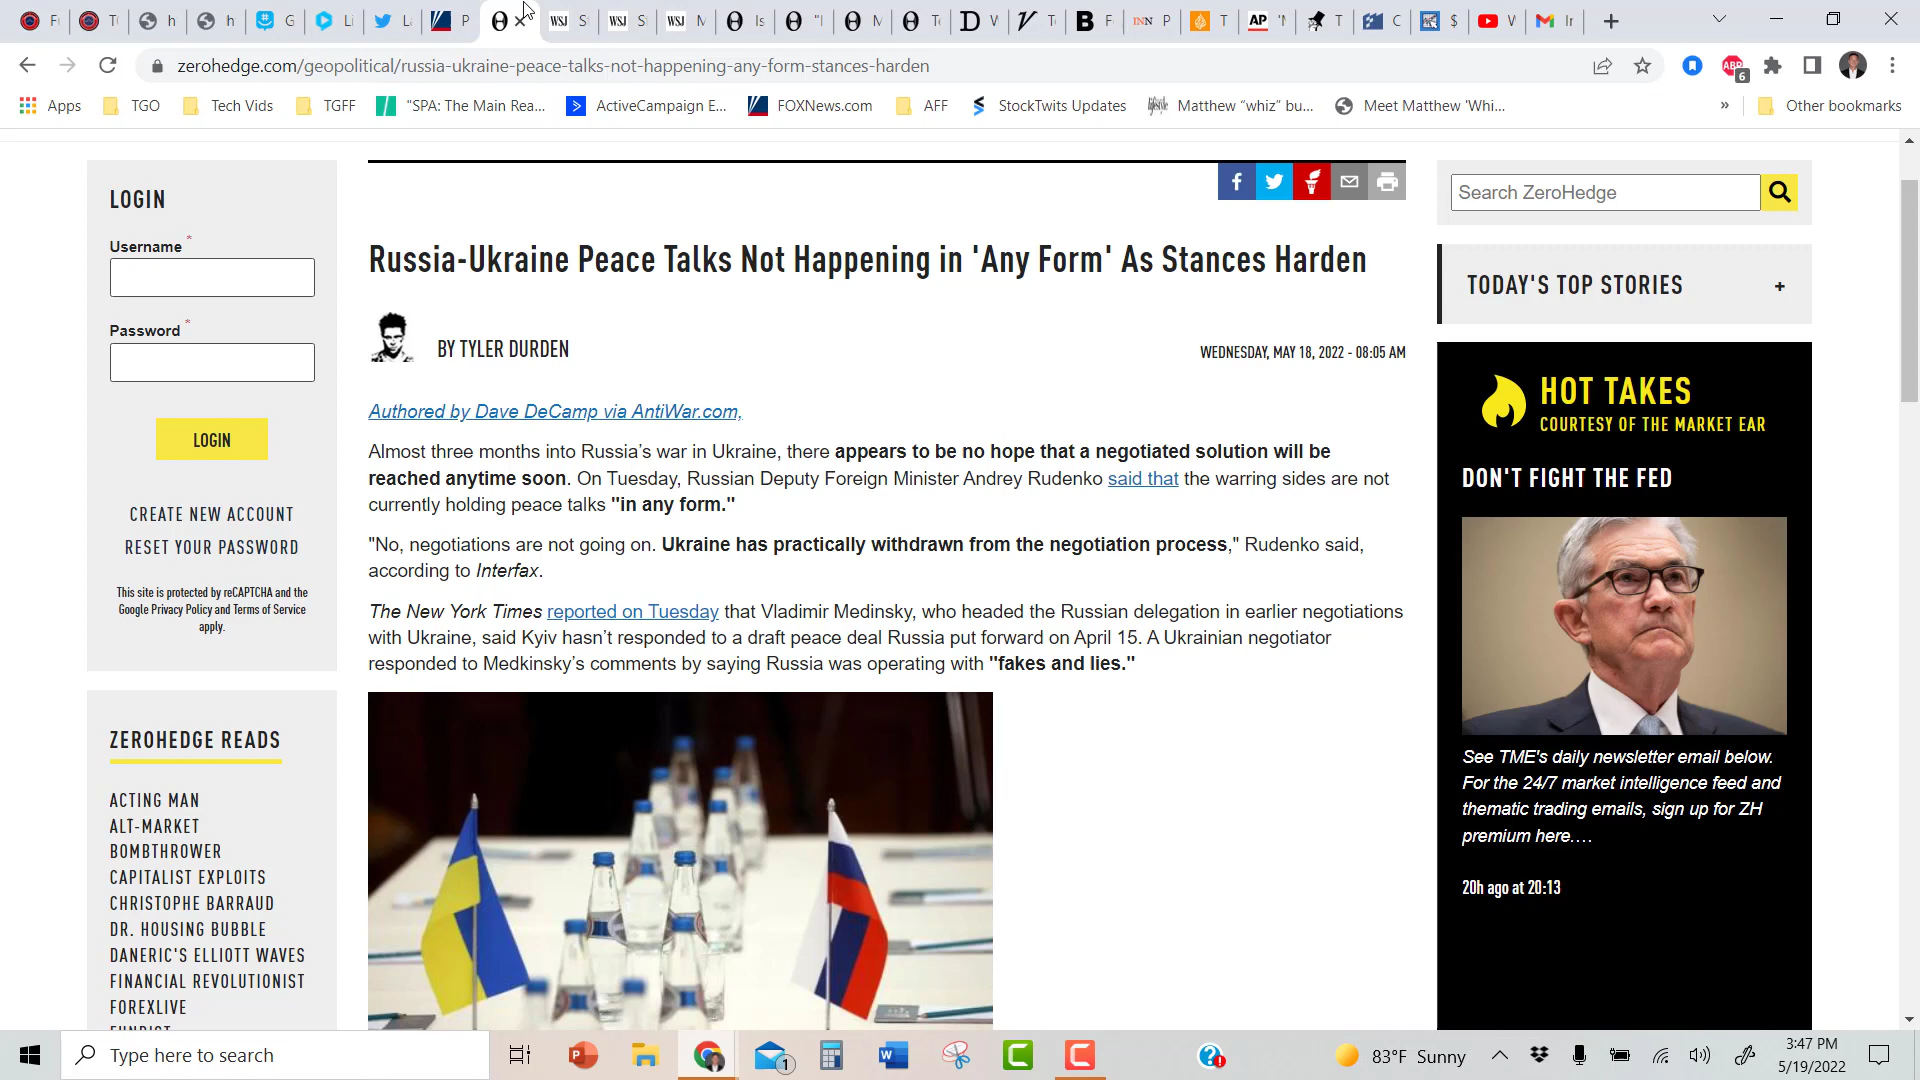 zerohedge.com/geopolitical/russia-ukraine-peace-talks-not-happening-any-form-stances-harden
6
Apps
TGO
Tech Vids
TGFF
"SPA: The Main Rea...
ActiveCampaign E...
FOXNews.com
AFF
StockTwits Updates
Matthew “whiz” bu...
Meet Matthew 'Whi...
»
Other bookmarks
LOGIN
Username *
Password *
LOGIN
CREATE NEW ACCOUNT
RESET YOUR PASSWORD
This site is protected by reCAPTCHA and the
Google Privacy Policy and Terms of Service
apply.
ZEROHEDGE READS
ACTING MAN
ALT-MARKET
BOMBTHROWER
CAPITALIST EXPLOITS
CHRISTOPHE BARRAUD
DR. HOUSING BUBBLE
DANERIC'S ELLIOTT WAVES
FINANCIAL REVOLUTIONIST
FOREXLIVE
Russia-Ukraine Peace Talks Not Happening in 'Any Form' As Stances Harden
BY TYLER DURDEN
WEDNESDAY, MAY 18, 2022 - 08:05 AM
Authored by Dave DeCamp via AntiWar.com,
Almost three months into Russia’s war in Ukraine, there appears to be no hope that a negotiated solution will be
reached anytime soon. On Tuesday, Russian Deputy Foreign Minister Andrey Rudenko said that the warring sides are not
currently holding peace talks "in any form."
"No, negotiations are not going on. Ukraine has practically withdrawn from the negotiation process," Rudenko said,
according to Interfax.
The New York Times reported on Tuesday that Vladimir Medinsky, who headed the Russian delegation in earlier negotiations
with Ukraine, said Kyiv hasn’t responded to a draft peace deal Russia put forward on April 15. A Ukrainian negotiator
responded to Medkinsky’s comments by saying Russia was operating with "fakes and lies."
Search ZeroHedge
TODAY'S TOP STORIES +
HOT TAKES
COURTESY OF THE MARKET EAR
DON'T FIGHT THE FED
See TME's daily newsletter email below.
For the 24/7 market intelligence feed and
thematic trading emails, sign up for ZH
premium here....
20h ago at 20:13
Type here to search
1
83°F Sunny
3:47 PM
5/19/2022